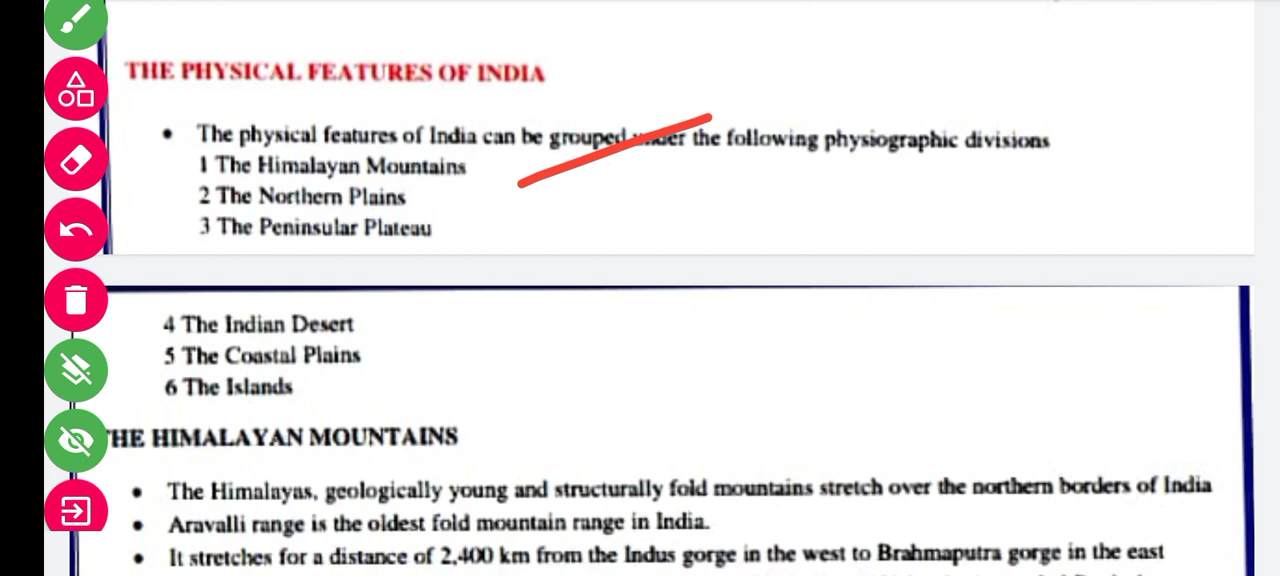 THE PHYSICAL FEATURES OF INDIA
• The physical features of India can be grouped under the following physiographic divisions
1 The Himalayan Mountains
2 The Northern Plains
3 The Peninsular Plateau
4 The Indian Desert
5 The Coastal Plains
6 The Islands
THE HIMALAYAN MOUNTAINS
• The Himalayas, geologically young and structurally fold mountains stretch over the northern borders of India
• Aravalli range is the oldest fold mountain range in India.
• It stretches for a distance of 2,400 km from the Indus gorge in the west to Brahmaputra gorge in the east